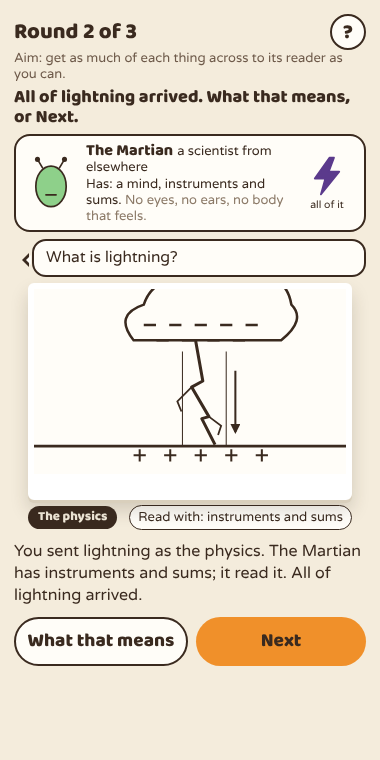 Round 2 of 3
?
Aim: get as much of each thing across to its reader as
you can.
All of lightning arrived. What that means,
or Next.
The Martian a scientist from
elsewhere
Has: a mind, instruments and
sums. No eyes, no ears, no body
that feels.
all of it
What is lightning?
+ + + + +
The physics
Read with: instruments and sums
You sent lightning as the physics. The Martian
has instruments and sums; it read it. All of
lightning arrived.
What that means
Next